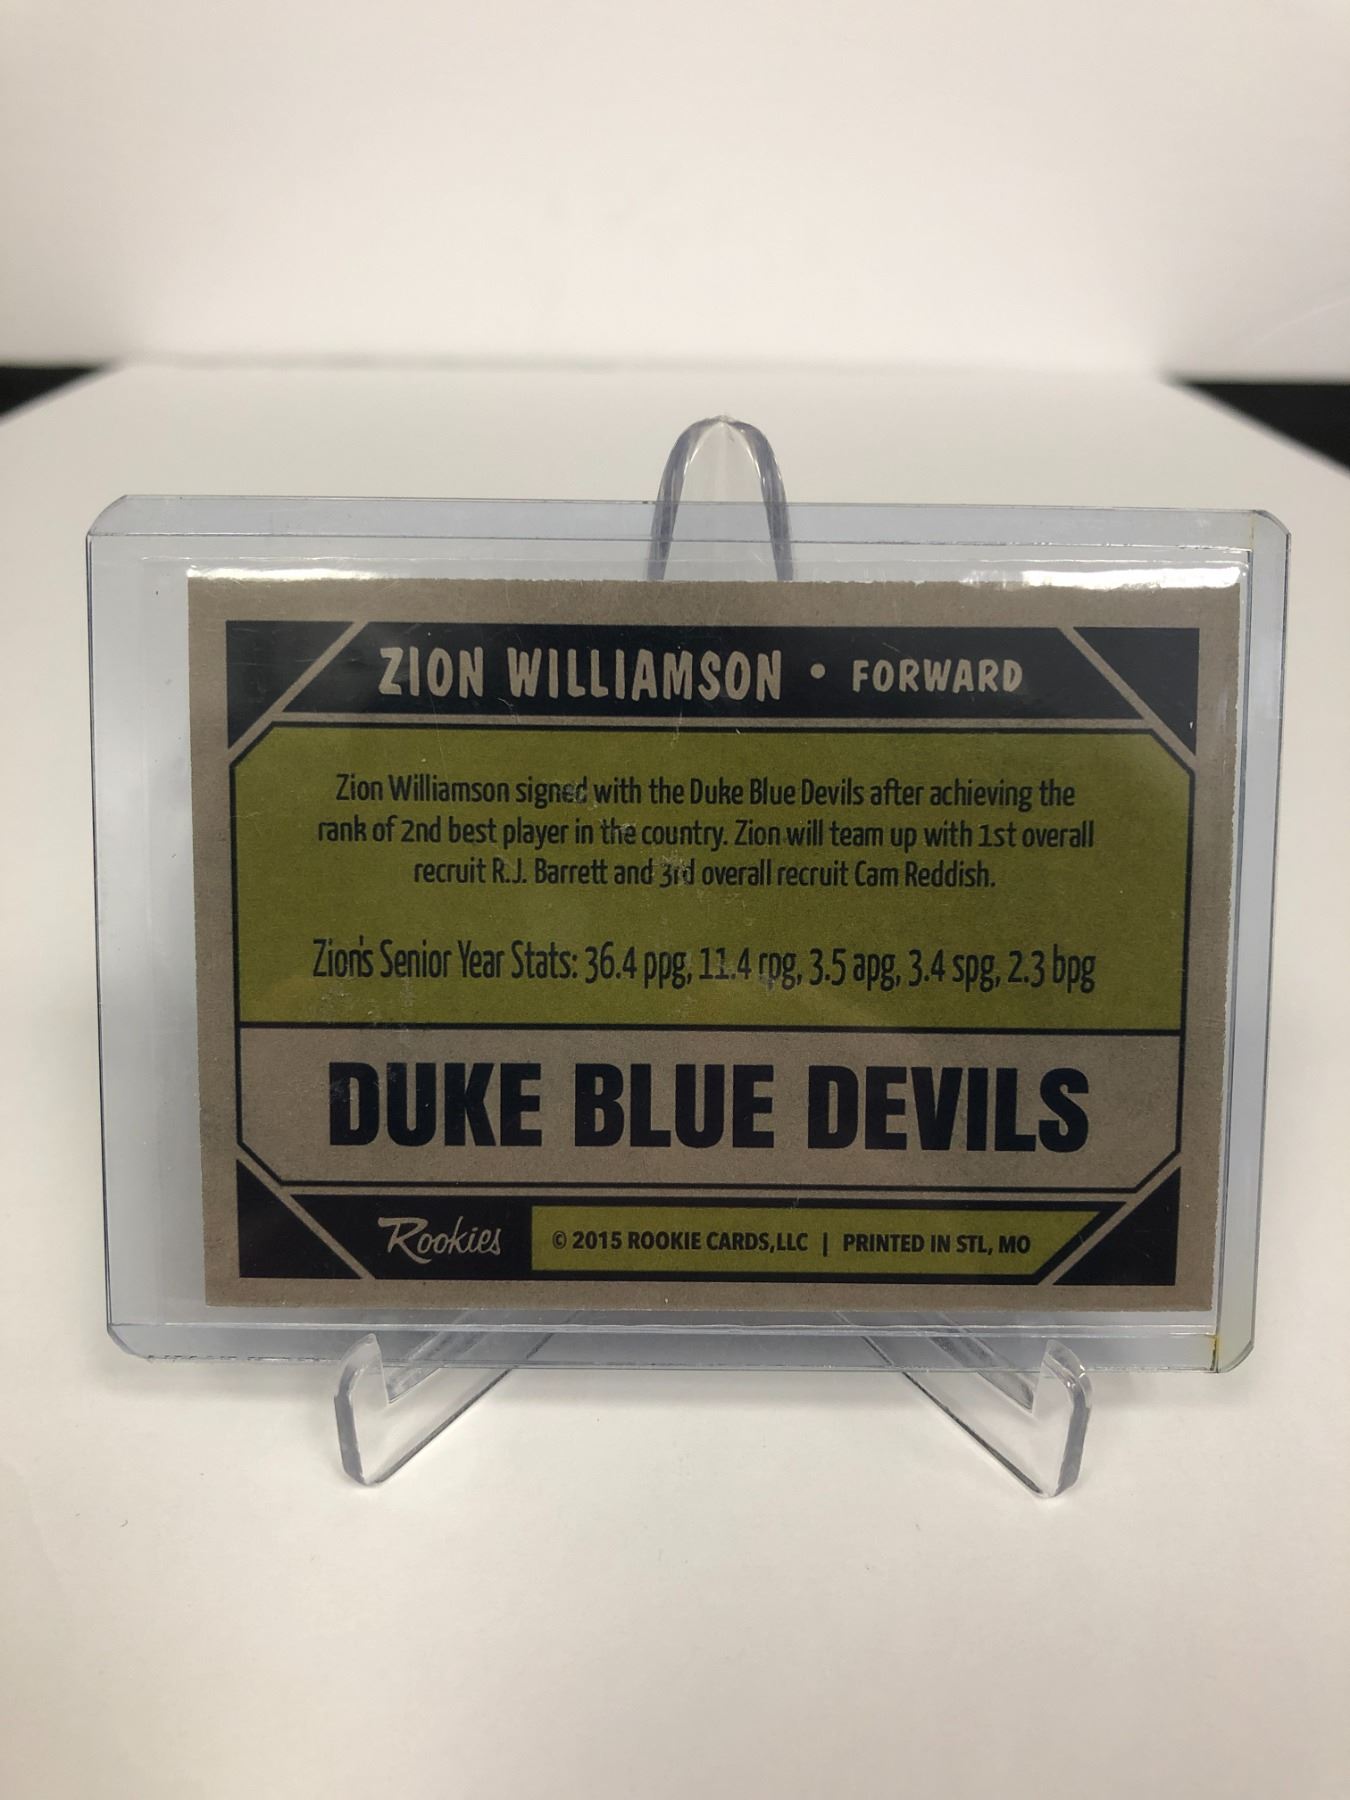 ZION WILLIAMSON • FORWARD
Zion Williamson signed with the Duke Blue Devils after achieving the
rank of 2nd best player in the country. Zion will team up with 1st overall
recruit R.J. Barrett and 3rd overall recruit Cam Reddish.
Zion's Senior Year Stats: 36.4 ppg, 11.4 rpg, 3.5 apg, 3.4 spg, 2.3 bpg
DUKE BLUE DEVILS
Rookies © 2015 ROOKIE CARDS,LLC | PRINTED IN STL, MO